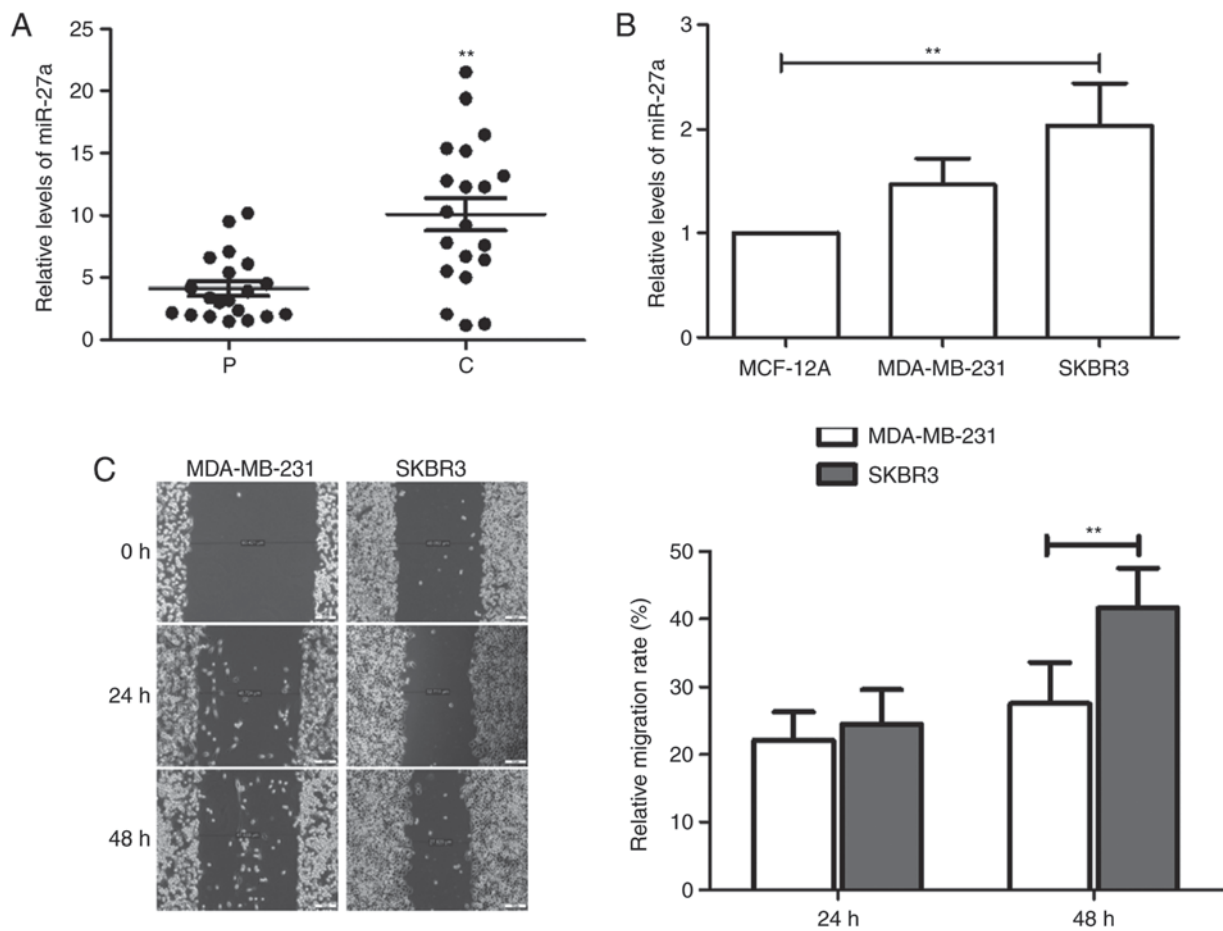 A
Relative levels of miR-27a
25
20
15
10
5
0
**
P
C
B
Relative levels of miR-27a
3
2
1
0
**
MCF-12A
MDA-MB-231
SKBR3
C
MDA-MB-231
SKBR3
0 h
24 h
48 h
MDA-MB-231
SKBR3
Relative migration rate (%)
50
40
30
20
10
0
**
24 h
48 h